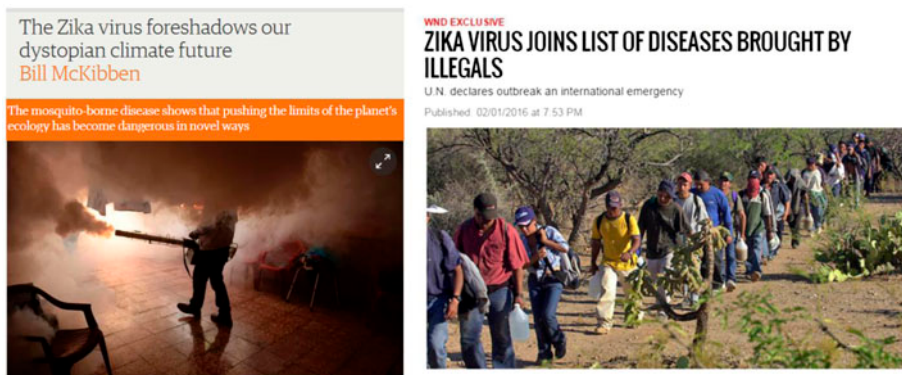 The Zika virus foreshadows our
dystopian climate future
Bill McKibben
The mosquito-borne disease shows that pushing the limits of the planet's
ecology has become dangerous in novel ways
WND EXCLUSIVE
ZIKA VIRUS JOINS LIST OF DISEASES BROUGHT BY
ILLEGALS
U.N. declares outbreak an international emergency
Published: 02/01/2016 at 7:53 PM